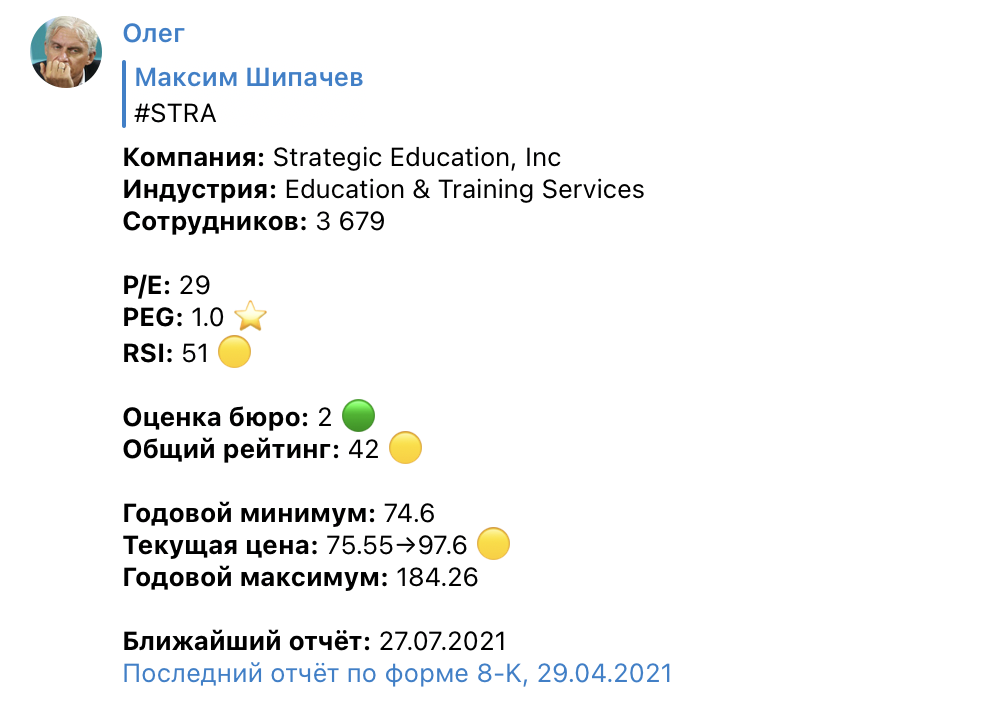 Олег
Максим Шипачев
#STRA
Компания: Strategic Education, Inc
Индустрия: Education & Training Services
Сотрудников: 3 679
P/E: 29
PEG: 1.0 ⭐
RSI: 51 🟡
Оценка бюро: 2 🟢
Общий рейтинг: 42 🟡
Годовой минимум: 74.6
Текущая цена: 75.55→97.6 🟡
Годовой максимум: 184.26
Ближайший отчёт: 27.07.2021
Последний отчёт по форме 8-K, 29.04.2021